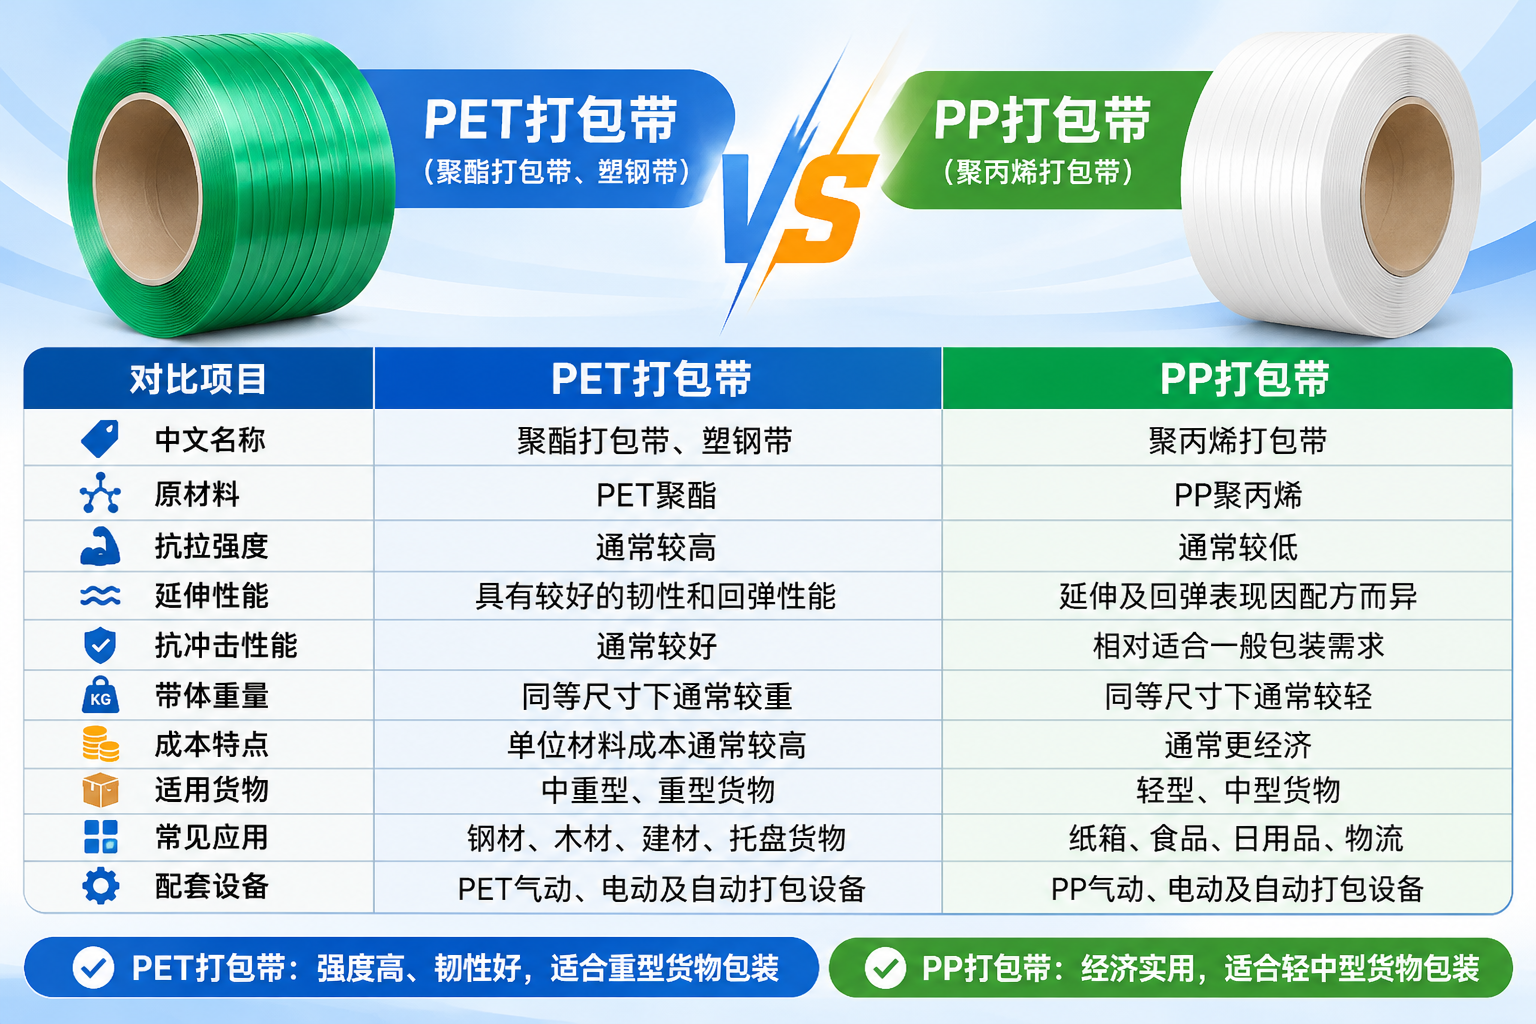 PET打包带
（聚酯打包带、塑钢带）
VS
PP打包带
（聚丙烯打包带）
对比项目 PET打包带 PP打包带
中文名称 聚酯打包带、塑钢带 聚丙烯打包带
原材料 PET聚酯 PP聚丙烯
抗拉强度 通常较高 通常较低
延伸性能 具有较好的韧性和回弹性能 延伸及回弹表现因配方而异
抗冲击性能 通常较好 相对适合一般包装需求
KG 带体重量 同等尺寸下通常较重 同等尺寸下通常较轻
成本特点 单位材料成本通常较高 通常更经济
适用货物 中重型、重型货物 轻型、中型货物
常见应用 钢材、木材、建材、托盘货物 纸箱、食品、日用品、物流
配套设备 PET气动、电动及自动打包设备 PP气动、电动及自动打包设备
PET打包带：强度高、韧性好，适合重型货物包装
PP打包带：经济实用，适合轻中型货物包装